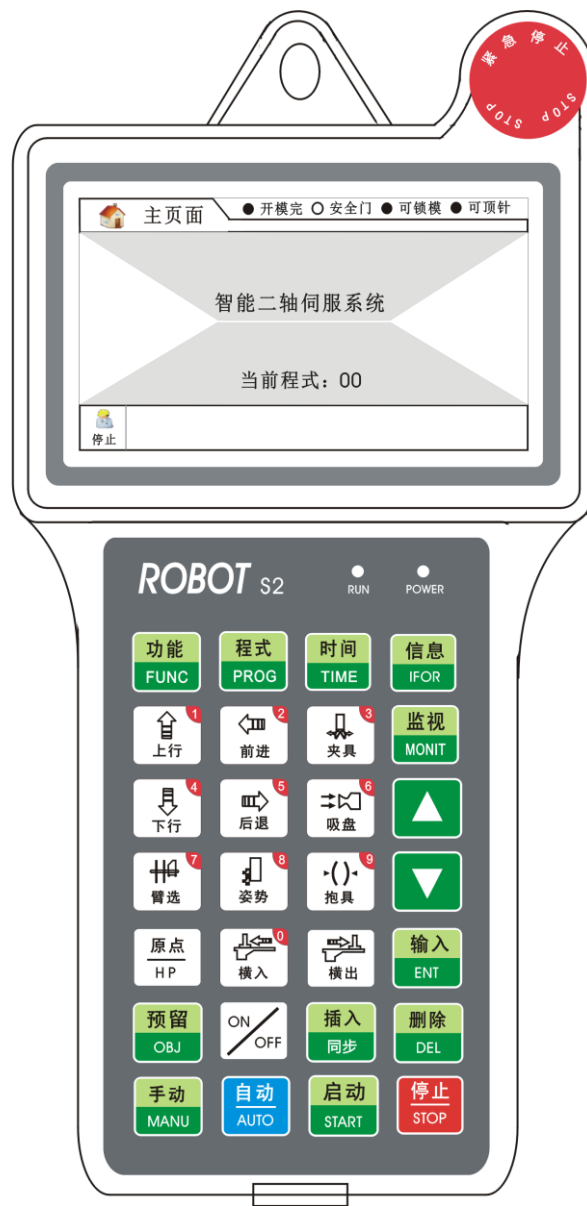 紧急停止
STOP STOP
主页面 开模完 安全门 可锁模 可顶针
智能二轴伺服系统
当前程式：00
停止
ROBOT S2 RUN POWER
功能 程式 时间 信息
FUNC PROG TIME IFOR
1 2 3 监视
上行 前进 夹具 MONIT
4 5 6
下行 后退 吸盘
7 8 9
臂选 姿势 抱具
原点 0 输入
HP 横入 横出 ENT
预留 ON 插入 删除
OBJ OFF 同步 DEL
手动 自动 启动 停止
MANU AUTO START STOP